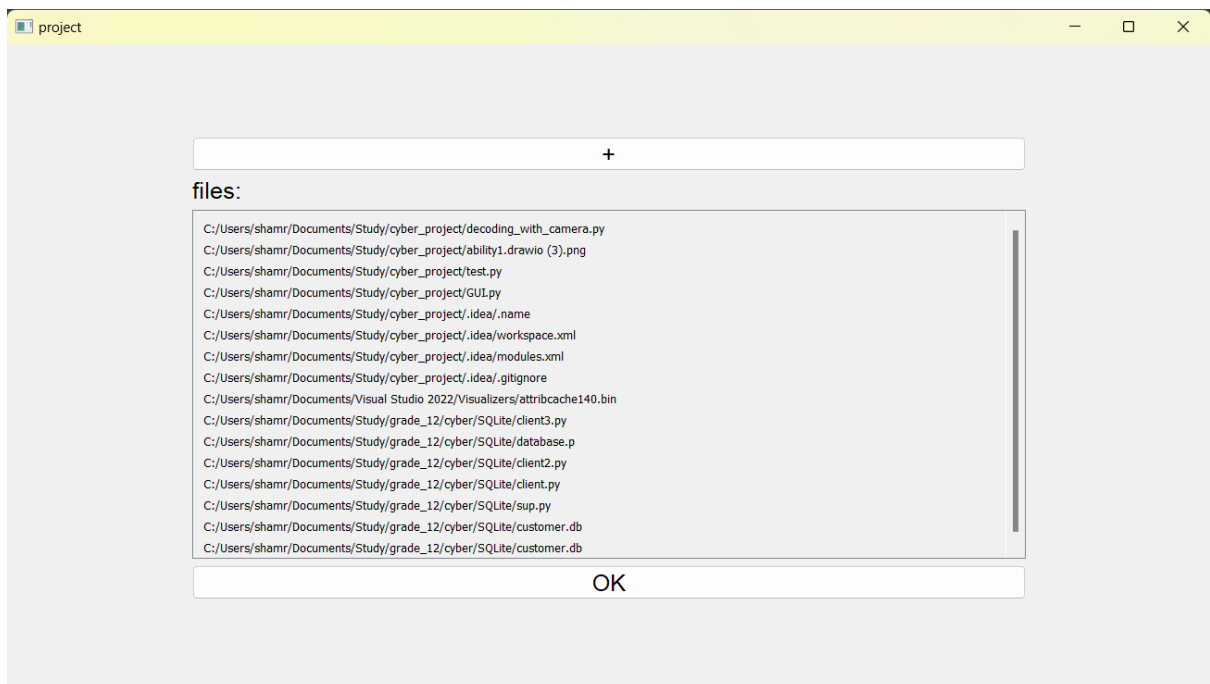 project
+
files:
C:/Users/shamr/Documents/Study/cyber_project/decoding_with_camera.py
C:/Users/shamr/Documents/Study/cyber_project/ability1.drawio (3).png
C:/Users/shamr/Documents/Study/cyber_project/test.py
C:/Users/shamr/Documents/Study/cyber_project/GUI.py
C:/Users/shamr/Documents/Study/cyber_project/.idea/.name
C:/Users/shamr/Documents/Study/cyber_project/.idea/workspace.xml
C:/Users/shamr/Documents/Study/cyber_project/.idea/modules.xml
C:/Users/shamr/Documents/Study/cyber_project/.idea/.gitignore
C:/Users/shamr/Documents/Visual Studio 2022/Visualizers/attribcache140.bin
C:/Users/shamr/Documents/Study/grade_12/cyber/SQLite/client3.py
C:/Users/shamr/Documents/Study/grade_12/cyber/SQLite/database.p
C:/Users/shamr/Documents/Study/grade_12/cyber/SQLite/client2.py
C:/Users/shamr/Documents/Study/grade_12/cyber/SQLite/client.py
C:/Users/shamr/Documents/Study/grade_12/cyber/SQLite/sup.py
C:/Users/shamr/Documents/Study/grade_12/cyber/SQLite/customer.db
C:/Users/shamr/Documents/Study/grade_12/cyber/SQLite/customer.db
OK